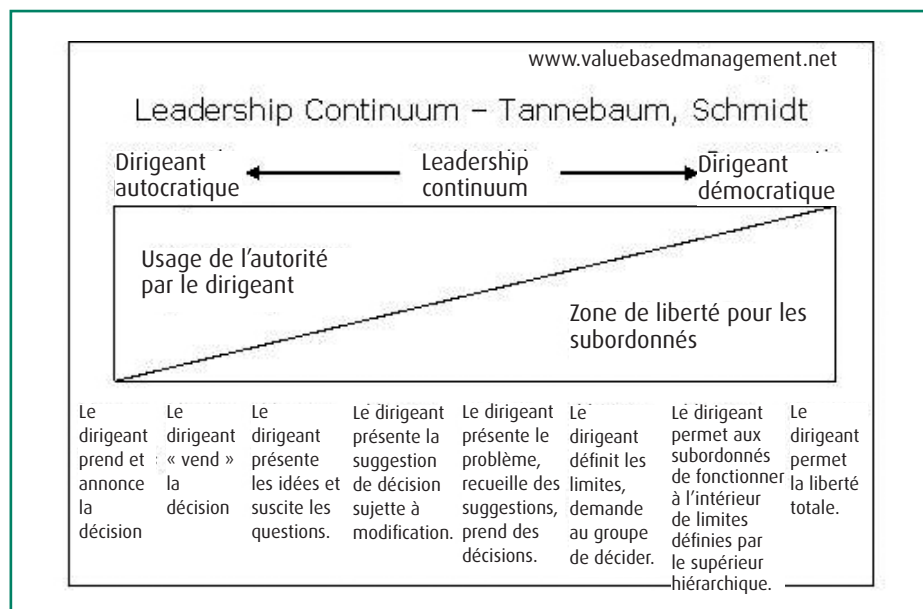 www.valuebasedmanagement.net
Leadership Continuum – Tannebaum, Schmidt
Dirigeant
autocratique
Leadership
continuum
Dirigeant
démocratique
Usage de l’autorité
par le dirigeant
Zone de liberté pour les
subordonnés
Le
dirigeant
prend et
annonce
la
décision
Le
dirigeant
« vend »
la
décision
Le
dirigeant
présente
les idées et
suscite les
questions.
Le dirigeant
présente la
suggestion
de décision
sujette à
modification.
Le dirigeant
présente le
problème,
recueille des
suggestions,
prend des
décisions.
Le
dirigeant
définit les
limites,
demande
au groupe
de décider.
Le dirigeant
permet aux
subordonnés
de fonctionner
à l’intérieur
de limites
définies par
le supérieur
hiérarchique.
Le
dirigeant
permet
la liberté
totale.